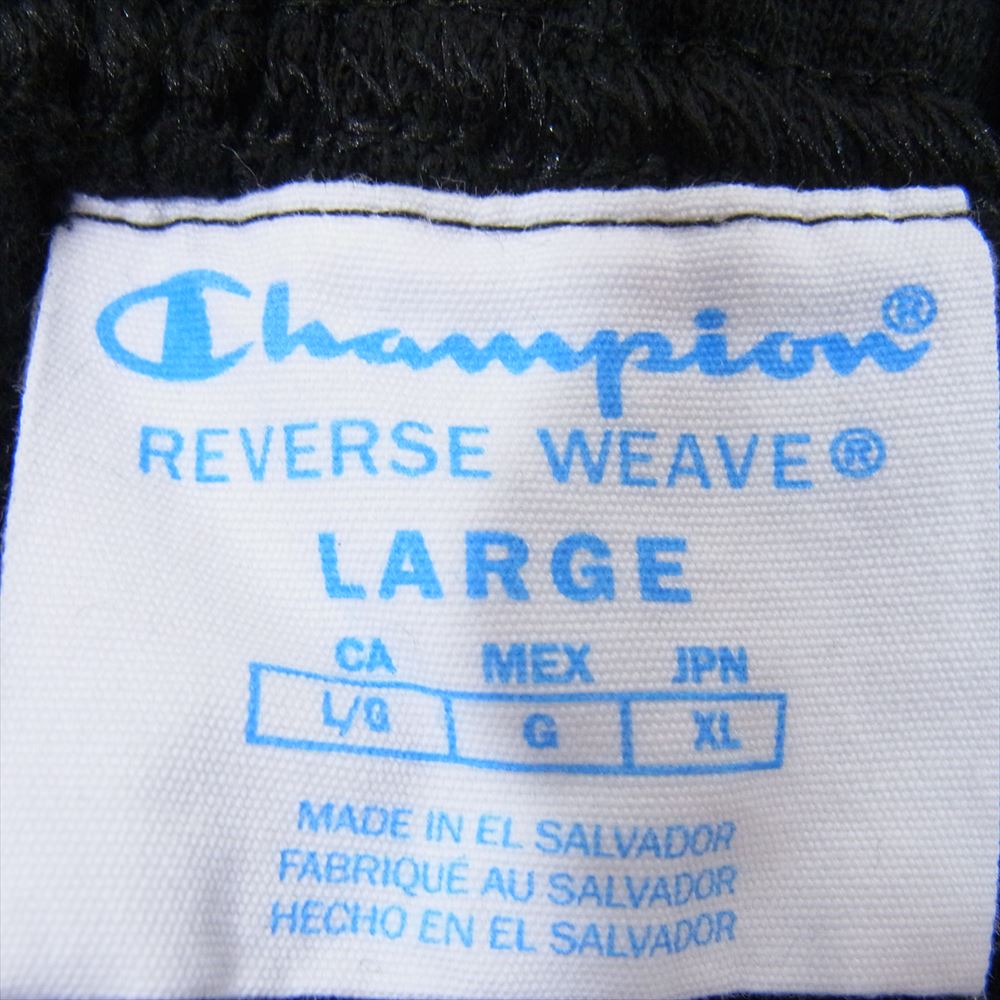 Champion®
REVERSE WEAVE®
LARGE
CA MEX JPN
L/G G XL
MADE IN EL SALVADOR
FABRIQUÉ AU SALVADOR
HECHO EN EL SALVADOR